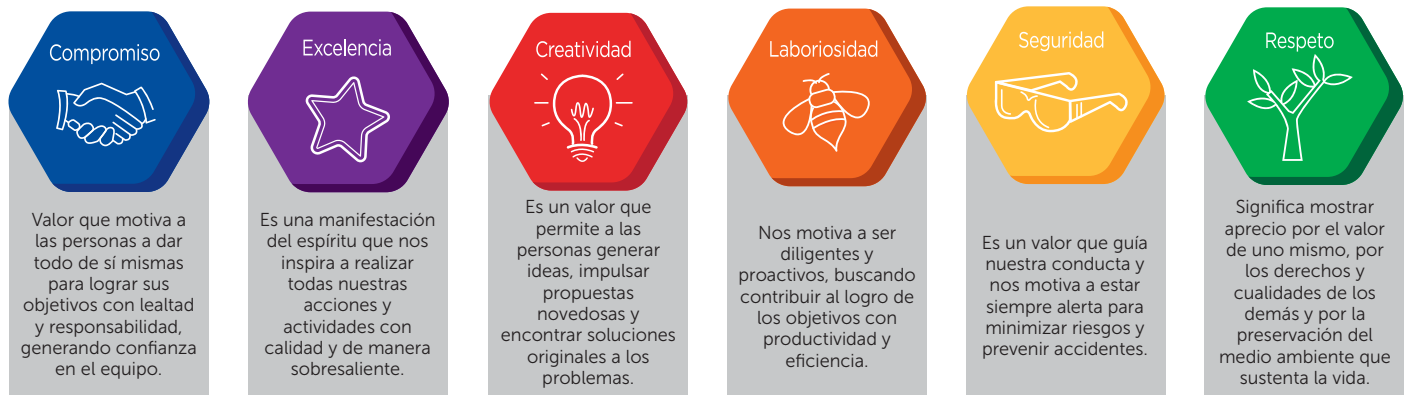 Compromiso
Valor que motiva a
las personas a dar
todo de sí mismas
para lograr sus
objetivos con lealtad
y responsabilidad,
generando confianza
en el equipo.
Excelencia
Es una manifestación
del espíritu que nos
inspira a realizar
todas nuestras
acciones y
actividades con
calidad y de manera
sobresaliente.
Creatividad
Es un valor que
permite a las
personas generar
ideas, impulsar
propuestas
novedosas y
encontrar soluciones
originales a los
problemas.
Laboriosidad
Nos motiva a ser
diligentes y
proactivos, buscando
contribuir al logro de
los objetivos con
productividad y
eficiencia.
Seguridad
Es un valor que guía
nuestra conducta y
nos motiva a estar
siempre alerta para
minimizar riesgos y
prevenir accidentes.
Respeto
Significa mostrar
aprecio por el valor
de uno mismo, por
los derechos y
cualidades de los
demás y por la
preservación del
medio ambiente que
sustenta la vida.